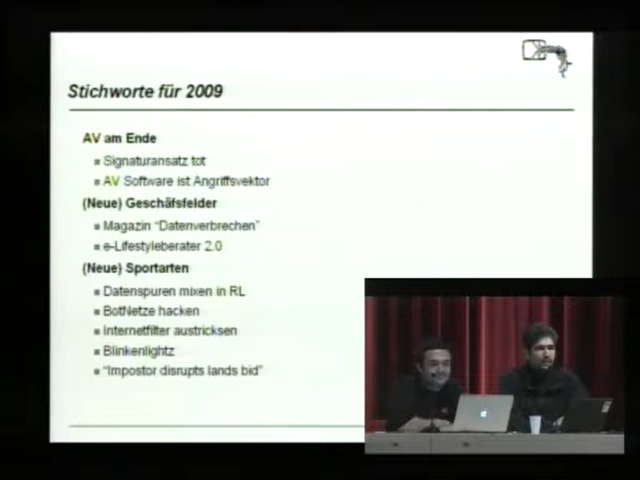 Stichworte für 2009
AV am Ende
Signaturansatz tot
AV Software ist Angriffsvektor
(Neue) Geschäfsfelder
Magazin "Datenverbrechen"
e-Lifestyleberater 2.0
(Neue) Sportarten
Datenspuren mixen in RL
BotNetze hacken
Internetfilter austricksen
Blinkenlightz
"Impostor disrupts lands bid"